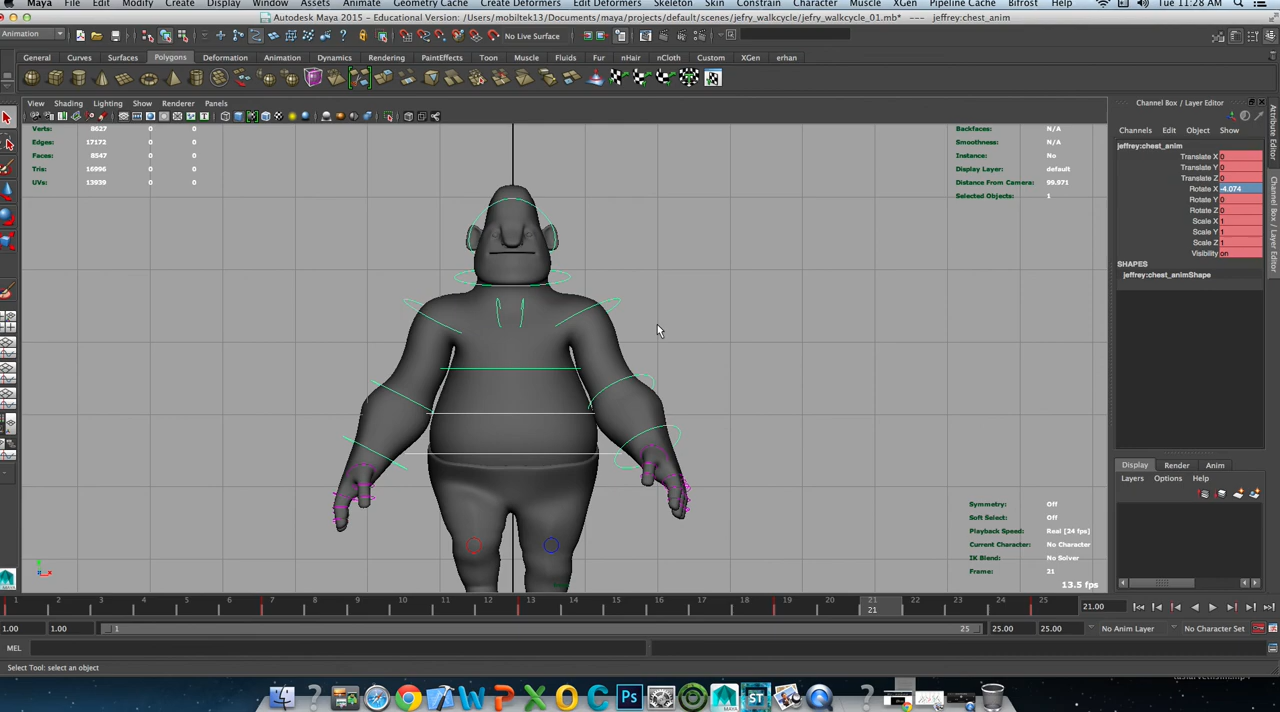 Maya File Edit Modify Create Display Window Assets Animate Geometry Cache Create Deformers Edit Deformers Skeleton Skin Constrain Character Muscle XGen Pipeline Cache Bifrost Help Tue 11:28 AM
Autodesk Maya 2015 - Educational Version: /Users/mobiltek13/Documents/maya/projects/default/scenes/jefry_walkcycle/jefry_walkcycle_01.mb* --- jeffrey:chest_anim
Animation No Live Surface
General Curves Surfaces Polygons Deformation Animation Dynamics Rendering PaintEffects Toon Muscle Fluids Fur nHair nCloth Custom XGen erhan
View Shading Lighting Show Renderer Panels
Channel Box / Layer Editor
Verts: 8627 0 0
Edges: 17172 0 0
Faces: 8547 0 0
Tris: 16996 0 0
UVs: 13939 0 0
Backfaces: N/A
Smoothness: N/A
Instance: No
Display Layer: default
Distance From Camera: 99.971
Selected Objects: 1
Channels Edit Object Show
jeffrey:chest_anim
Translate X 0
Translate Y 0
Translate Z 0
Rotate X -4.074
Rotate Y 0
Rotate Z 0
Scale X 1
Scale Y 1
Scale Z 1
Visibility on
SHAPES
jeffrey:chest_animShape
Attribute Editor
Channel Box / Layer Editor
Display Render Anim
Layers Options Help
Symmetry: Off
Soft Select: Off
Playback Speed: Real [24 fps]
Current Character: No Character
IK Blend: No Solver
Frame: 21
13.5 fps
1 2 3 4 5 6 7 8 9 10 11 12 13 14 15 16 17 18 19 20 21 22 23 24 25 21.00
21
1.00 1.00 1 25 25.00 25.00 No Anim Layer No Character Set
MEL
Select Tool: select an object